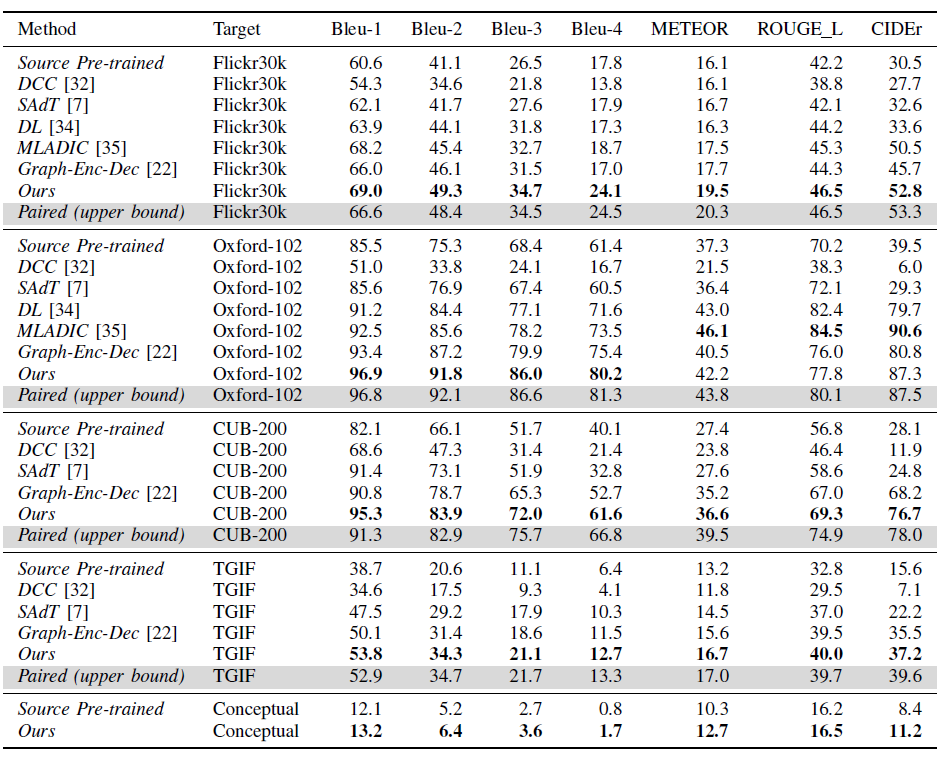 Method Target Bleu-1 Bleu-2 Bleu-3 Bleu-4 METEOR ROUGE_L CIDEr
Source Pre-trained Flickr30k 60.6 41.1 26.5 17.8 16.1 42.2 30.5
DCC [32] Flickr30k 54.3 34.6 21.8 13.8 16.1 38.8 27.7
SAdT [7] Flickr30k 62.1 41.7 27.6 17.9 16.7 42.1 32.6
DL [34] Flickr30k 63.9 44.1 31.8 17.3 16.3 44.2 33.6
MLADIC [35] Flickr30k 68.2 45.4 32.7 18.7 17.5 45.3 50.5
Graph-Enc-Dec [22] Flickr30k 66.0 46.1 31.5 17.0 17.7 44.3 45.7
Ours Flickr30k 69.0 49.3 34.7 24.1 19.5 46.5 52.8
Paired (upper bound) Flickr30k 66.6 48.4 34.5 24.5 20.3 46.5 53.3
Source Pre-trained Oxford-102 85.5 75.3 68.4 61.4 37.3 70.2 39.5
DCC [32] Oxford-102 51.0 33.8 24.1 16.7 21.5 38.3 6.0
SAdT [7] Oxford-102 85.6 76.9 67.4 60.5 36.4 72.1 29.3
DL [34] Oxford-102 91.2 84.4 77.1 71.6 43.0 82.4 79.7
MLADIC [35] Oxford-102 92.5 85.6 78.2 73.5 46.1 84.5 90.6
Graph-Enc-Dec [22] Oxford-102 93.4 87.2 79.9 75.4 40.5 76.0 80.8
Ours Oxford-102 96.9 91.8 86.0 80.2 42.2 77.8 87.3
Paired (upper bound) Oxford-102 96.8 92.1 86.6 81.3 43.8 80.1 87.5
Source Pre-trained CUB-200 82.1 66.1 51.7 40.1 27.4 56.8 28.1
DCC [32] CUB-200 68.6 47.3 31.4 21.4 23.8 46.4 11.9
SAdT [7] CUB-200 91.4 73.1 51.9 32.8 27.6 58.6 24.8
Graph-Enc-Dec [22] CUB-200 90.8 78.7 65.3 52.7 35.2 67.0 68.2
Ours CUB-200 95.3 83.9 72.0 61.6 36.6 69.3 76.7
Paired (upper bound) CUB-200 91.3 82.9 75.7 66.8 39.5 74.9 78.0
Source Pre-trained TGIF 38.7 20.6 11.1 6.4 13.2 32.8 15.6
DCC [32] TGIF 34.6 17.5 9.3 4.1 11.8 29.5 7.1
SAdT [7] TGIF 47.5 29.2 17.9 10.3 14.5 37.0 22.2
Graph-Enc-Dec [22] TGIF 50.1 31.4 18.6 11.5 15.6 39.5 35.5
Ours TGIF 53.8 34.3 21.1 12.7 16.7 40.0 37.2
Paired (upper bound) TGIF 52.9 34.7 21.7 13.3 17.0 39.7 39.6
Source Pre-trained Conceptual 12.1 5.2 2.7 0.8 10.3 16.2 8.4
Ours Conceptual 13.2 6.4 3.6 1.7 12.7 16.5 11.2